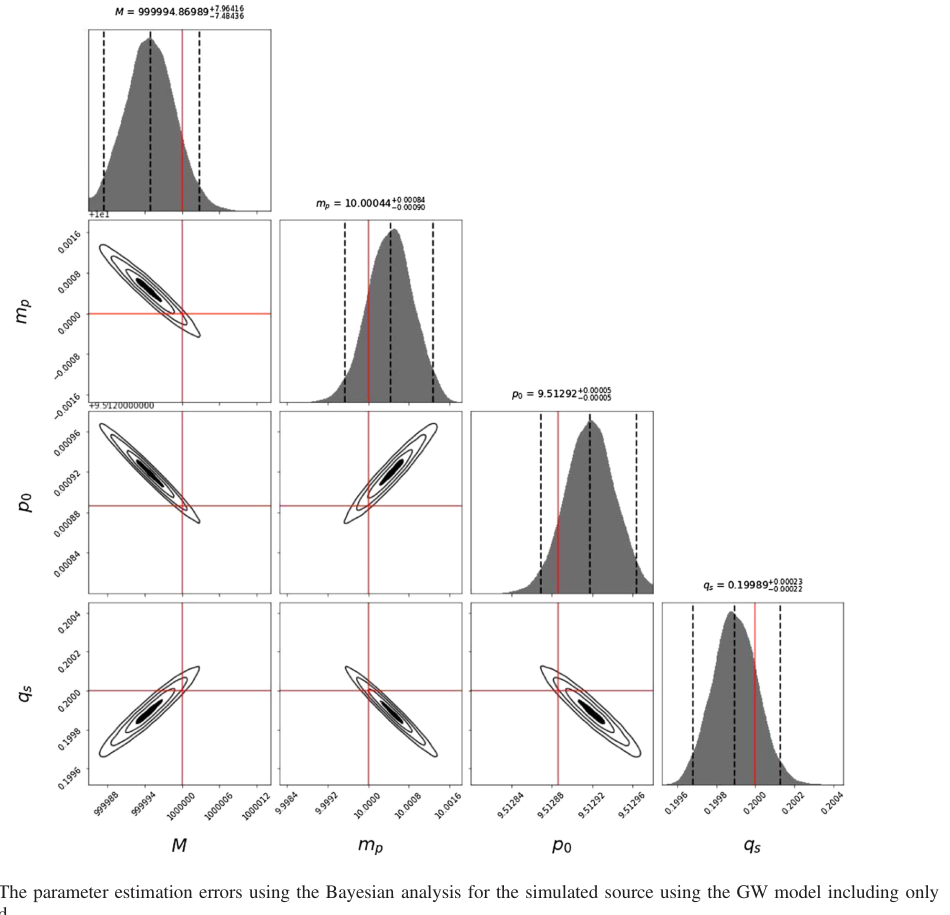 M = 999994.86989+7.96416−7.48436
+1e1
m_p = 10.00044+0.00084−0.00090
0.0016
0.0008
0.0000
−0.0008
−0.0016
m_p
+9.5120000000
p_0 = 9.51292+0.00005−0.00005
0.00096
0.00092
0.00088
0.00084
p_0
q_s = 0.19989+0.00023−0.00022
0.2004
0.2002
0.2000
0.1998
0.1996
q_s
999988 999994 1000000 1000006 1000012
9.9984 9.9992 10.0000 10.0008 10.0016
9.51284 9.51288 9.51292 9.51296
0.1996 0.1998 0.2000 0.2002 0.2004
M m_p p_0 q_s
The parameter estimation errors using the Bayesian analysis for the simulated source using the GW model including only